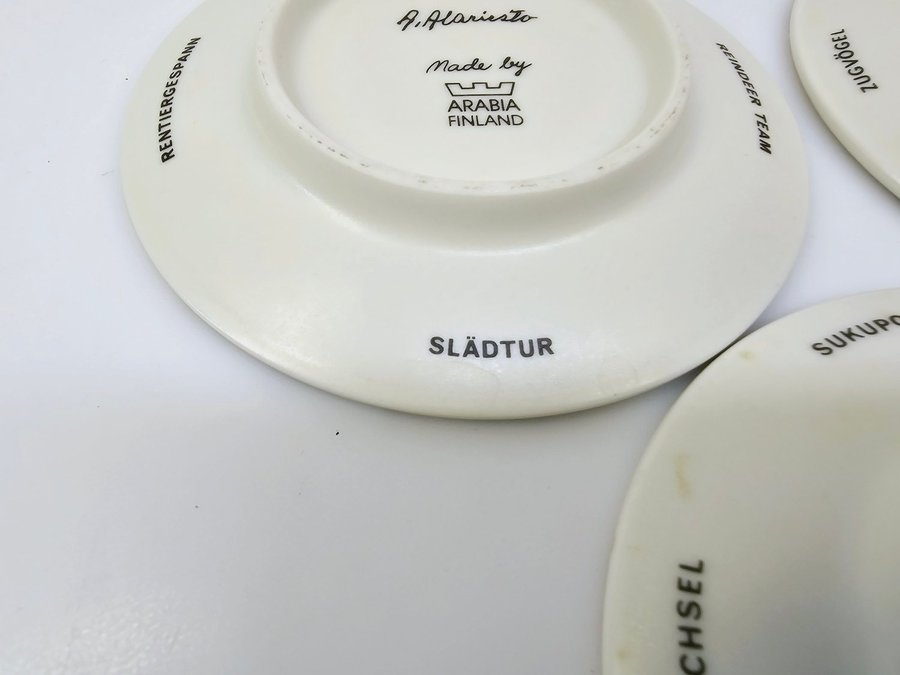 A. Alariesto
Made by
ARABIA
FINLAND
RENTIERGESPANN
REINDEER TEAM
SLÄDTUR
ZUGVÖGEL
SUKUPO
CHSEL